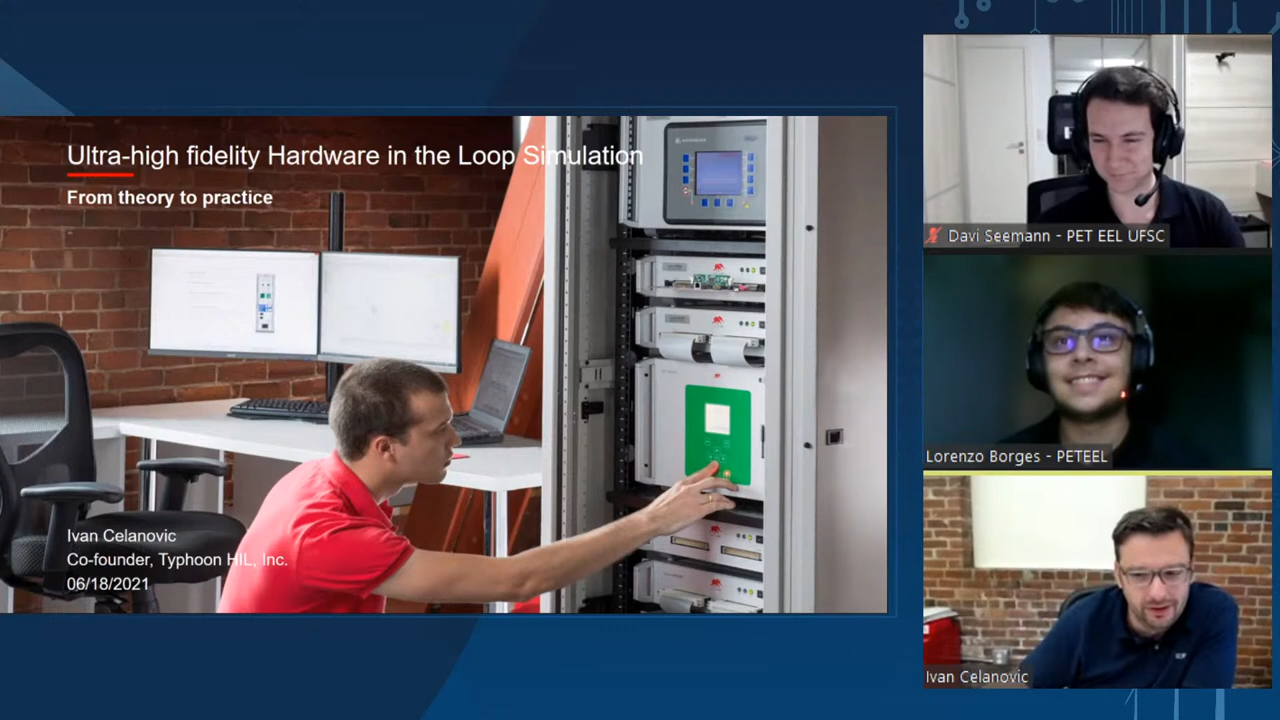 Ultra-high fidelity Hardware in the Loop Simulation
From theory to practice
Ivan Celanovic
Co-founder, Typhoon HIL, Inc.
06/18/2021
Davi Seemann - PET EEL UFSC
Lorenzo Borges - PETEEL
Ivan Celanovic